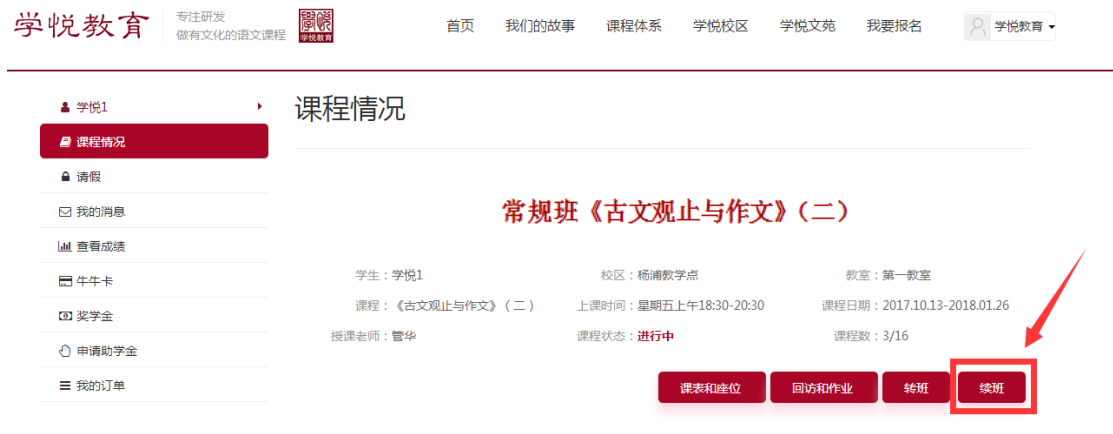 学悦教育
专注研发
做有文化的语文课程
学悦教育
首页 我们的故事 课程体系 学悦校区 学悦文苑 我要报名 学悦教育
学悦1
课程情况
请假
我的消息
查看成绩
牛牛卡
奖学金
申请助学金
我的订单
课程情况
常规班《古文观止与作文》(二)
学生:学悦1 校区:杨浦教学点 教室:第一教室
课程:《古文观止与作文》(二) 上课时间:星期五上午18:30-20:30 课程日期:2017.10.13-2018.01.26
授课老师:管华 课程状态:进行中 课程数:3/16
课表和座位 回访和作业 转班 续班